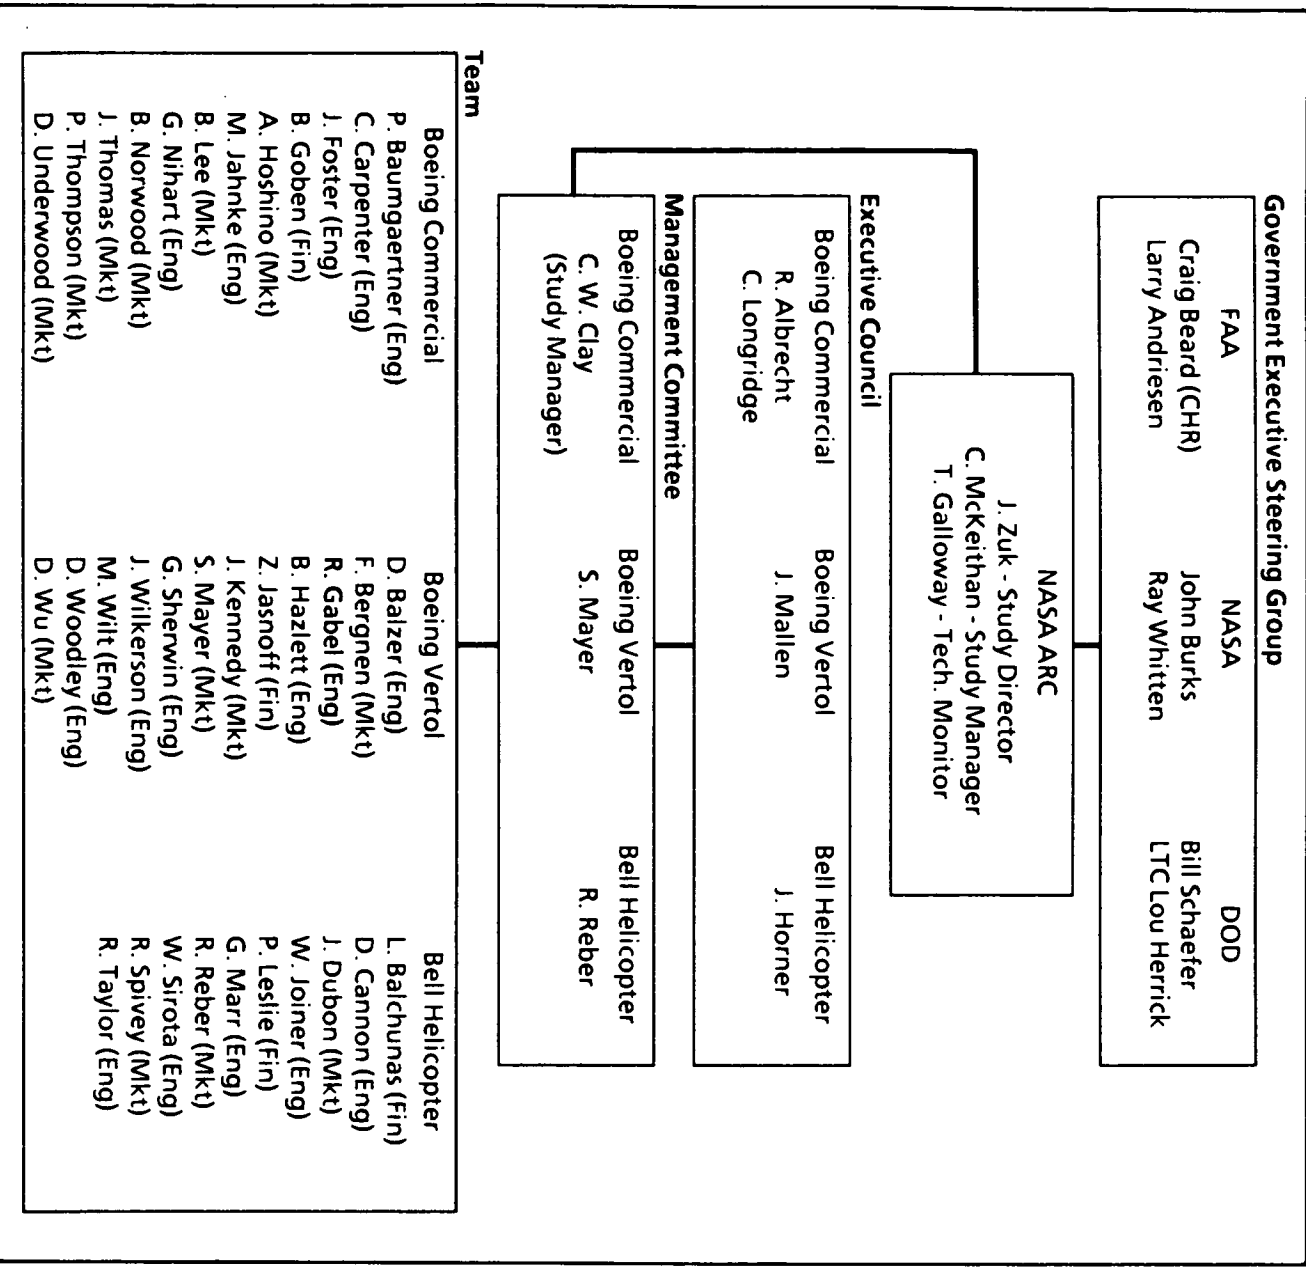 Government Executive Steering Group
FAA
Craig Beard (CHR)
Larry Andriesen
NASA
John Burks
Ray Whitten
DOD
Bill Schaefer
LTC Lou Herrick
NASA ARC
J. Zuk - Study Director
C. McKeithan - Study Manager
T. Galloway - Tech. Monitor
Executive Council
Boeing Commercial
R. Albrecht
C. Longridge
Boeing Vertol
J. Mallen
Bell Helicopter
J. Horner
Management Committee
Boeing Commercial
C. W. Clay
(Study Manager)
Boeing Vertol
S. Mayer
Bell Helicopter
R. Reber
Team
Boeing Commercial
P. Baumgaertner (Eng)
C. Carpenter (Eng)
J. Foster (Eng)
B. Goben (Fin)
A. Hoshino (Mkt)
M. Jahnke (Eng)
B. Lee (Mkt)
G. Nihart (Eng)
B. Norwood (Mkt)
J. Thomas (Mkt)
P. Thompson (Mkt)
D. Underwood (Mkt)
Boeing Vertol
D. Balzer (Eng)
F. Bergnen (Mkt)
R. Gabel (Eng)
B. Hazlett (Eng)
Z. Jasnoff (Fin)
J. Kennedy (Mkt)
S. Mayer (Mkt)
G. Sherwin (Eng)
J. Wilkerson (Eng)
M. Wilt (Eng)
D. Woodley (Eng)
D. Wu (Mkt)
Bell Helicopter
L. Balchunas (Fin)
D. Cannon (Eng)
J. Dubon (Mkt)
W. Joiner (Eng)
P. Leslie (Fin)
G. Marr (Eng)
R. Reber (Mkt)
W. Sirota (Eng)
R. Spivey (Mkt)
R. Taylor (Eng)